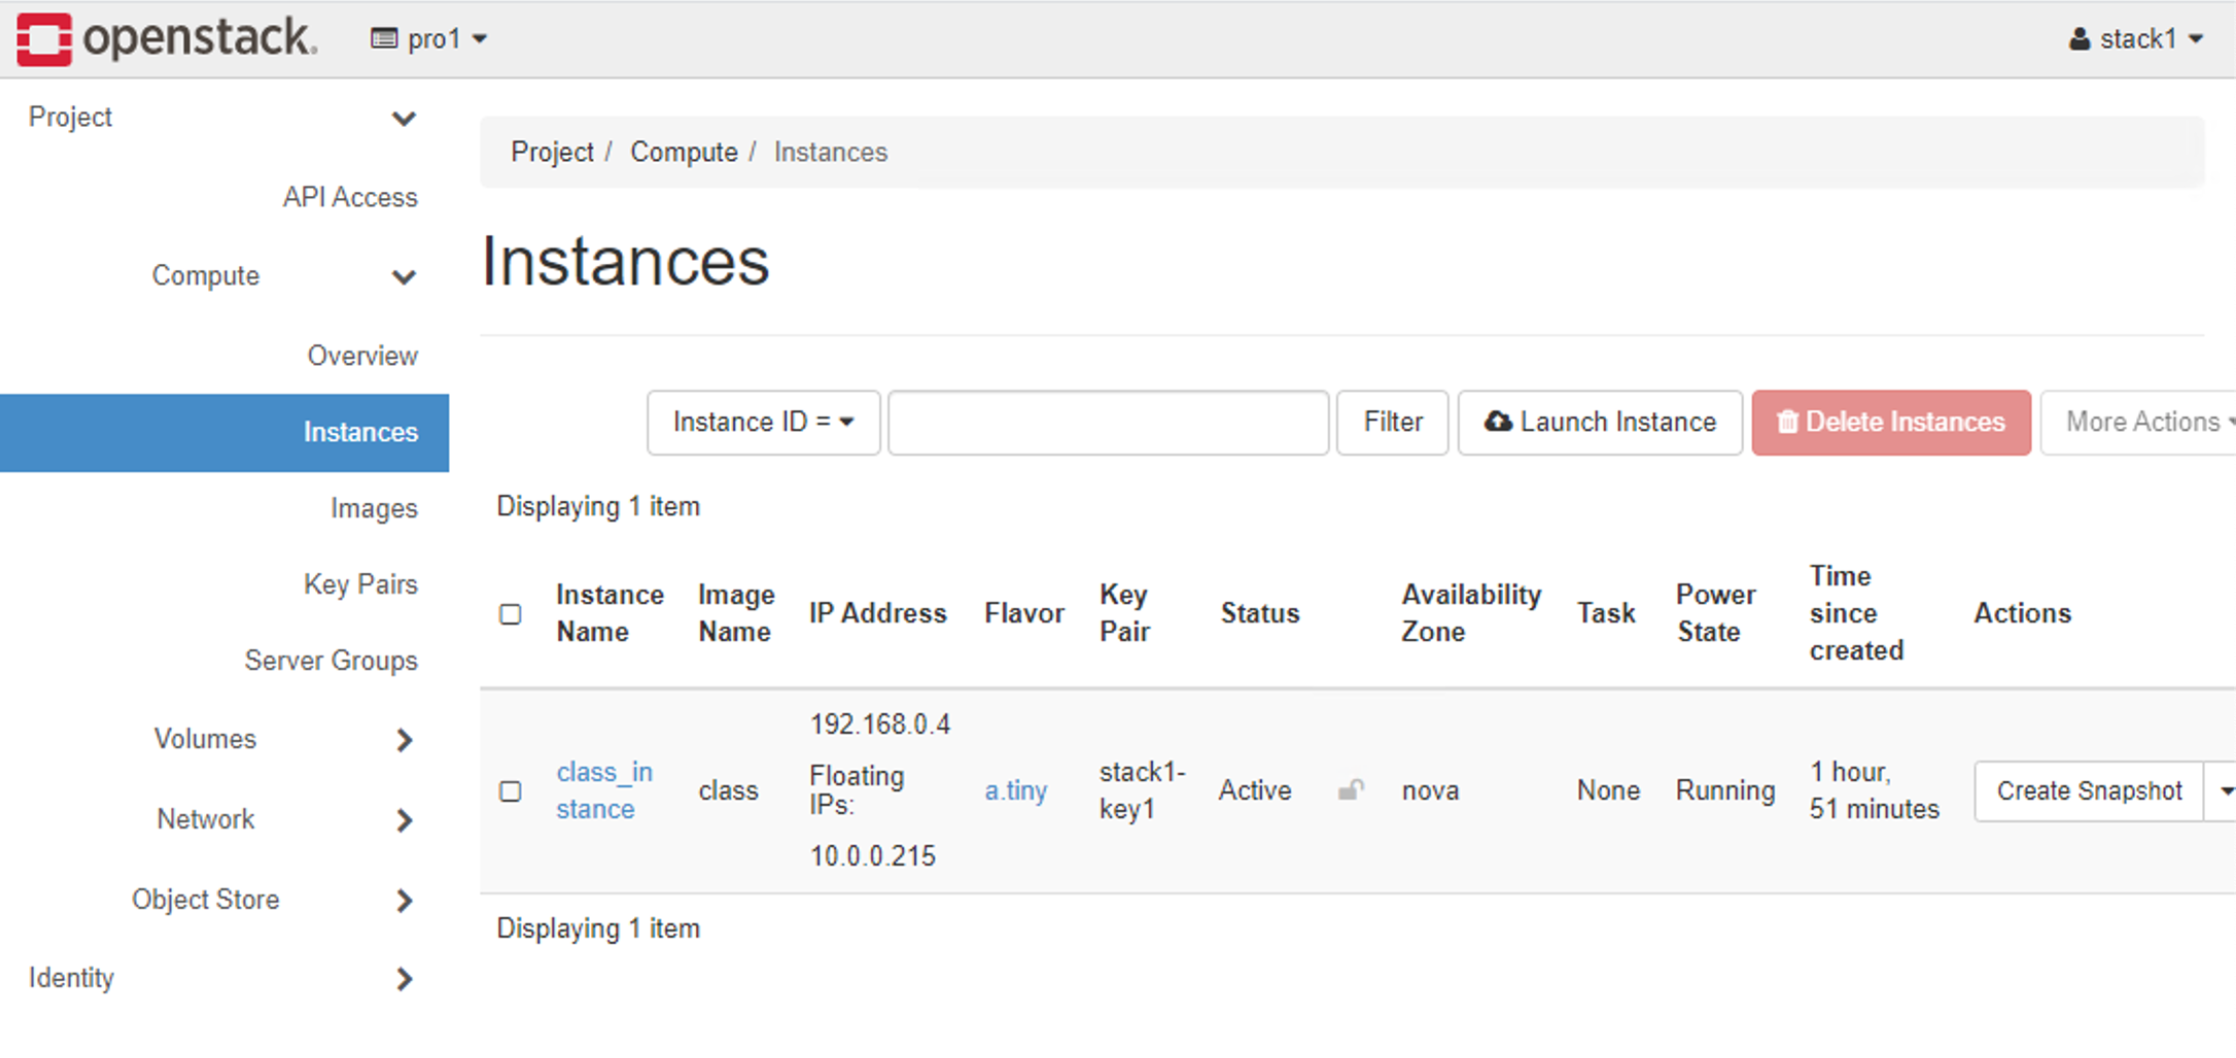 openstack. pro1 stack1
Project
API Access
Compute
Overview
Instances
Images
Key Pairs
Server Groups
Volumes
Network
Object Store
Identity
Project / Compute / Instances
Instances
Instance ID = Filter Launch Instance Delete Instances More Actions
Displaying 1 item
Instance Name Image Name IP Address Flavor Key Pair Status Availability Zone Task Power State Time since created Actions
class_in
stance
class
192.168.0.4
Floating
IPs:
10.0.0.215
a.tiny
stack1-
key1
Active
nova
None
Running
1 hour,
51 minutes
Create Snapshot
Displaying 1 item